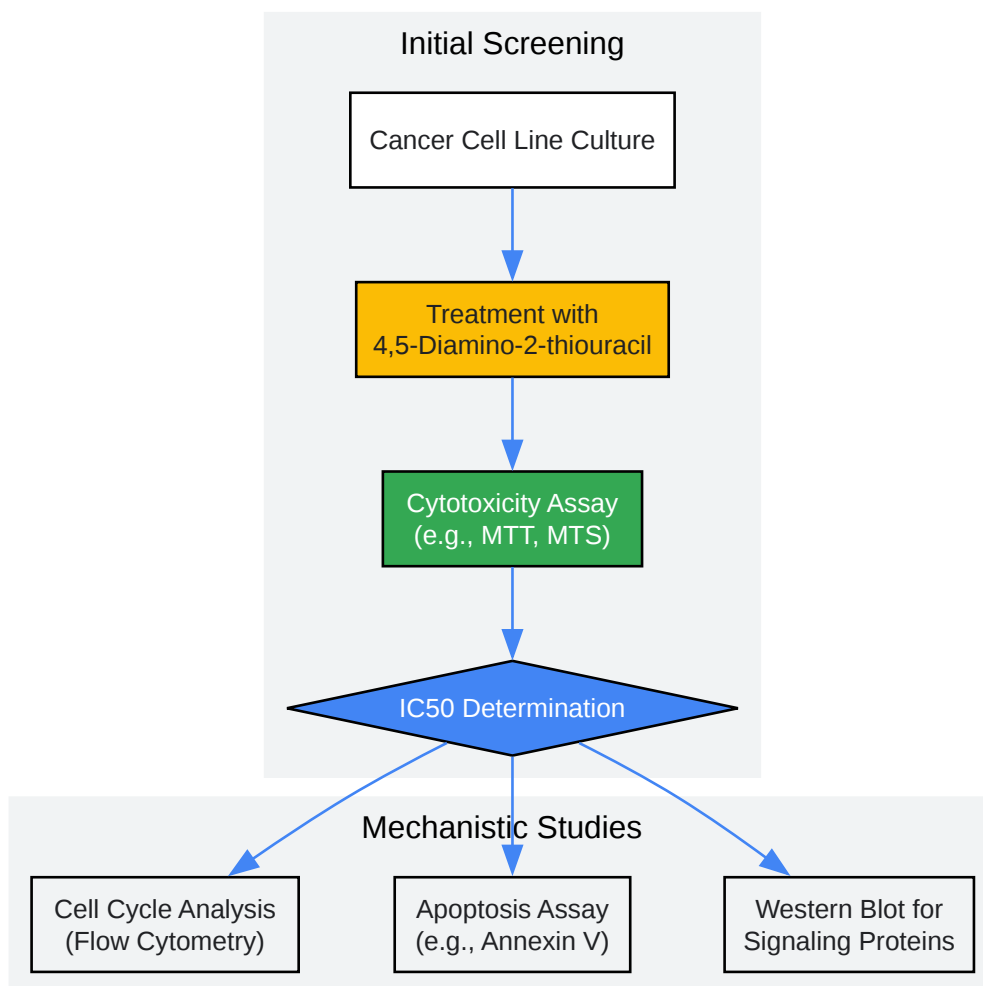 Initial Screening
Cancer Cell Line Culture
Treatment with
4,5-Diamino-2-thiouracil
Cytotoxicity Assay
(e.g., MTT, MTS)
IC50 Determination
Mechanistic Studies
Cell Cycle Analysis
(Flow Cytometry)
Apoptosis Assay
(e.g., Annexin V)
Western Blot for
Signaling Proteins